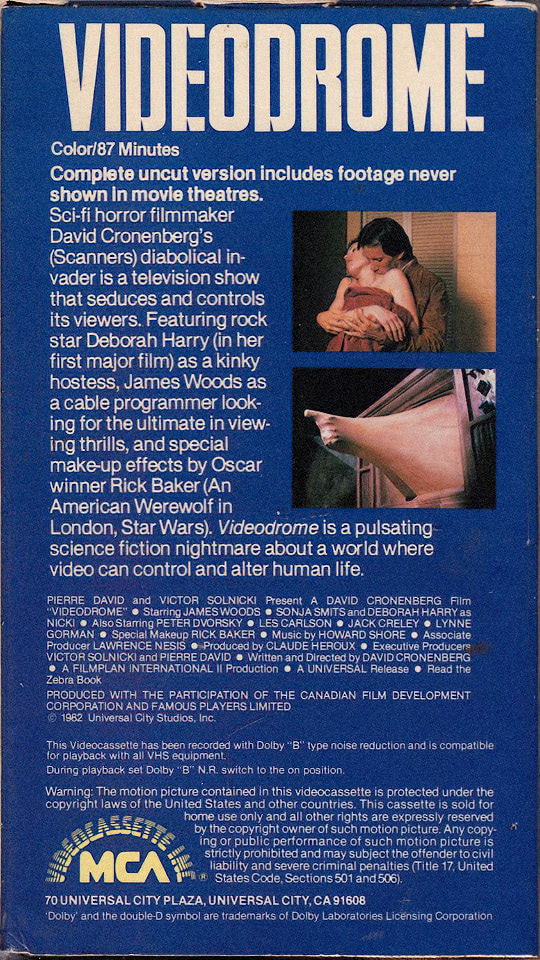 VIDEODROME
Color/87 Minutes
Complete uncut version includes footage never
shown in movie theatres.
Sci-fi horror filmmaker
David Cronenberg's
(Scanners) diabolical in-
vader is a television show
that seduces and controls
its viewers. Featuring rock
star Deborah Harry (in her
first major film) as a kinky
hostess, James Woods as
a cable programmer look-
ing for the ultimate in view-
ing thrills, and special
make-up effects by Oscar
winner Rick Baker (An
American Werewolf in
London, Star Wars). Videodrome is a pulsating
science fiction nightmare about a world where
video can control and alter human life.
PIERRE DAVID and VICTOR SOLNICKI Present A DAVID CRONENBERG Film
"VIDEODROME" ● Starring JAMES WOODS ● SONJA SMITS and DEBORAH HARRY as
NICKI ● Also Starring PETER DVORSKY ● LES CARLSON ● JACK CRELEY ● LYNNE
GORMAN ● Special Makeup RICK BAKER ● Music by HOWARD SHORE ● Associate
Producer LAWRENCE NESIS ● Produced by CLAUDE HEROUX ● Executive Producers
VICTOR SOLNICKI and PIERRE DAVID ● Written and Directed by DAVID CRONENBERG
● A FILMPLAN INTERNATIONAL II Production ● A UNIVERSAL Release ● Read the
Zebra Book
PRODUCED WITH THE PARTICIPATION OF THE CANADIAN FILM DEVELOPMENT
CORPORATION AND FAMOUS PLAYERS LIMITED
© 1982 Universal City Studios, Inc.
This Videocassette has been recorded with Dolby "B" type noise reduction and is compatible
for playback with all VHS equipment.
During playback set Dolby "B" N.R. switch to the on position.
Warning: The motion picture contained in this videocassette is protected under the
copyright laws of the United States and other countries. This cassette is sold for
home use only and all other rights are expressly reserved
by the copyright owner of such motion picture. Any copy-
ing or public performance of such motion picture is
strictly prohibited and may subject the offender to civil
liability and severe criminal penalties (Title 17, United
States Code, Sections 501 and 506).
VIDEOCASSETTE
MCA ®
70 UNIVERSAL CITY PLAZA, UNIVERSAL CITY, CA 91608
'Dolby' and the double-D symbol are trademarks of Dolby Laboratories Licensing Corporation